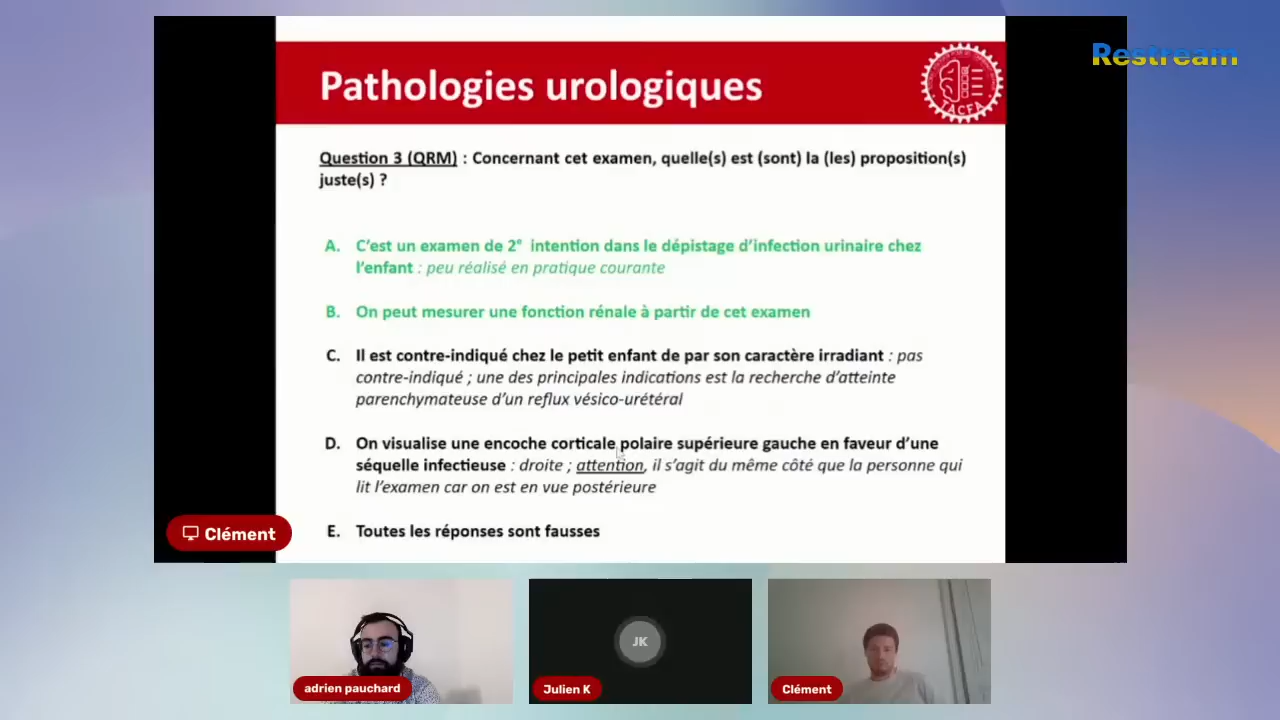 Restream
Pathologies urologiques
TACFA
Question 3 (QRM) : Concernant cet examen, quelle(s) est (sont) la (les) proposition(s)
juste(s) ?
A. C'est un examen de 2° intention dans le dépistage d'infection urinaire chez
l'enfant : peu réalisé en pratique courante
B. On peut mesurer une fonction rénale à partir de cet examen
C. Il est contre-indiqué chez le petit enfant de par son caractère irradiant : pas
contre-indiqué ; une des principales indications est la recherche d'atteinte
parenchymateuse d'un reflux vésico-urétéral
D. On visualise une encoche corticale polaire supérieure gauche en faveur d'une
séquelle infectieuse : droite ; attention, il s'agit du même côté que la personne qui
lit l'examen car on est en vue postérieure
E. Toutes les réponses sont fausses
Clément
JK
adrien pauchard
Julien K
Clément